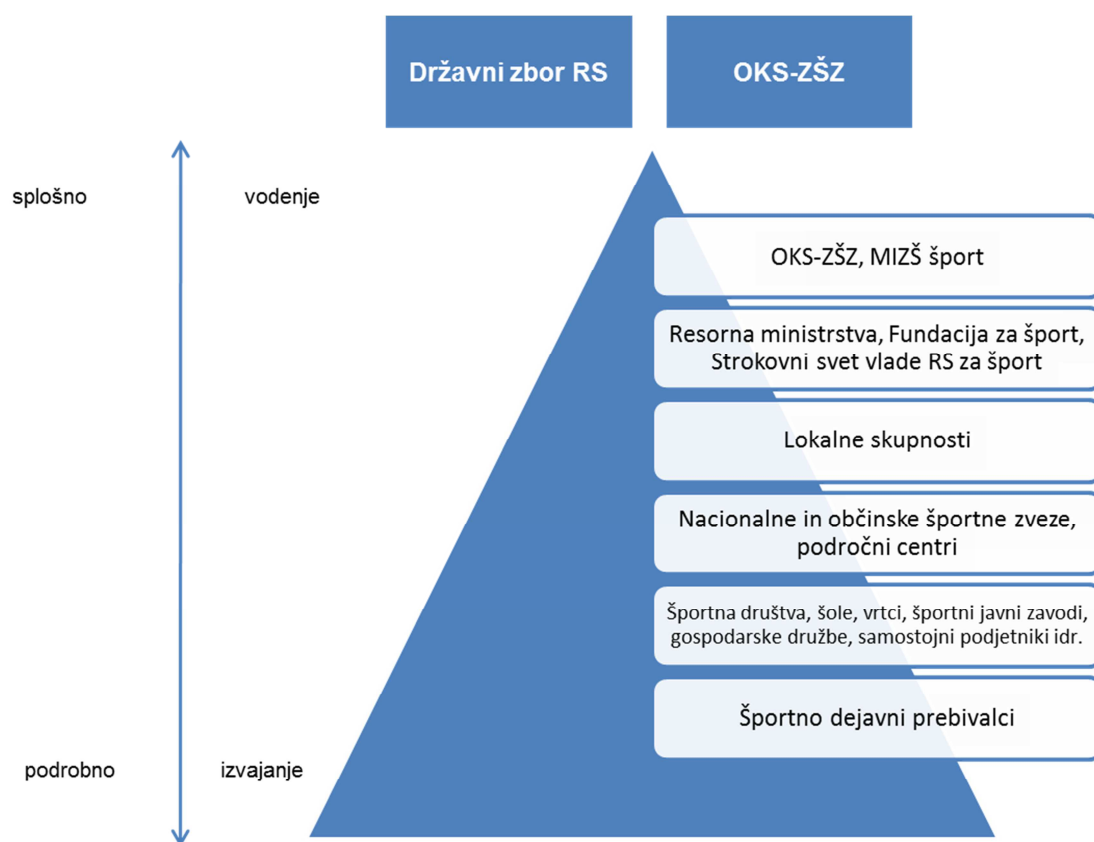 Državni zbor RS
OKS-ZŠZ
splošno
vodenje
OKS-ZŠZ, MIZŠ šport
Resorna ministrstva, Fundacija za šport,
Strokovni svet vlade RS za šport
Lokalne skupnosti
Nacionalne in občinske športne zveze,
področni centri
Športna društva, šole, vrtci, športni javni zavodi,
gospodarske družbe, samostojni podjetniki idr.
Športno dejavni prebivalci
podrobno
izvajanje